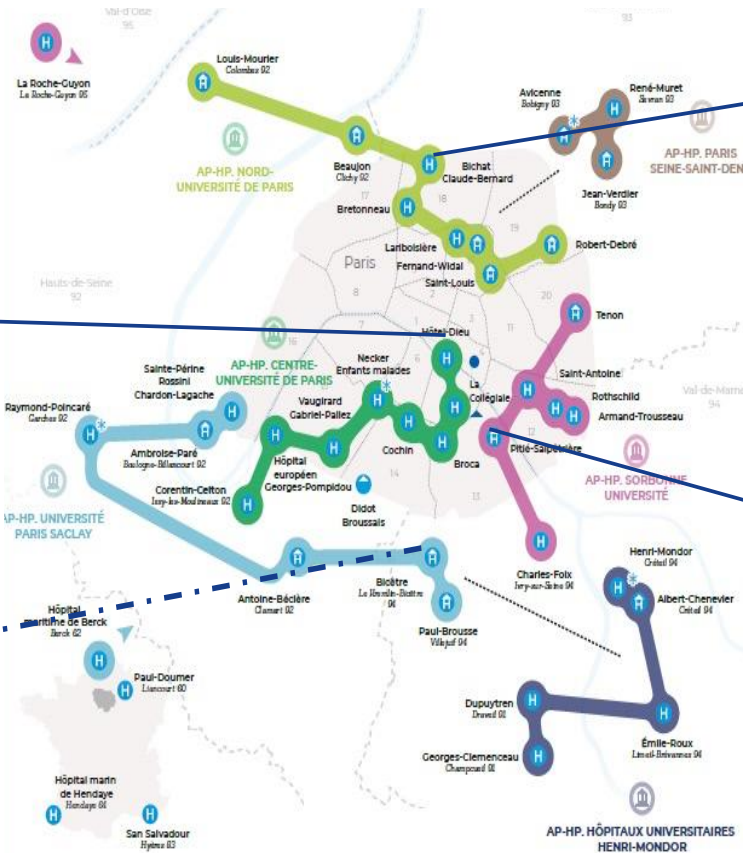 Val-d'Oise
95
93
La Roche-Guyon
La Roche-Guyon 95
Louis-Mourier
Colombes 92
Avicenne
Bobigny 93
René-Muret
Sevran 93
AP-HP. NORD-
UNIVERSITÉ DE PARIS
Beaujon
Clichy 92
Bichat
Claude-Bernard
AP-HP. PARIS
SEINE-SAINT-DEN
Jean-Verdier
Bondy 93
17
18
Bretonneau
19
Lariboisière
Fernand-Widal
Saint-Louis
Robert-Debré
Paris
Hauts-de-Seine
92
8
2
3
20
Tenon
11
7
1
Hôtel-Dieu
16
6
4
AP-HP. CENTRE-
UNIVERSITÉ DE PARIS
Necker
Enfants malades
La
Collégiale
Saint-Antoine
Rothschild
Armand-Trousseau
Val-de-Marne
94
Sainte-Périne
Rossini
Chardon-Lagache
Vaugirard
Gabriel-Pallez
Raymond-Poincaré
Garches 92
Ambroise-Paré
Boulogne-Billancourt 92
Hôpital
européen
Georges-Pompidou
Cochin
Broca
12
Pitié-Salpêtrière
14
13
AP-HP. SORBONNE
UNIVERSITÉ
Corentin-Celton
Issy-les-Moulineaux 92
Didot
Broussais
AP-HP. UNIVERSITÉ
PARIS SACLAY
Charles-Foix
Ivry-sur-Seine 94
Henri-Mondor
Créteil 94
Albert-Chenevier
Créteil 94
Antoine-Béclère
Clamart 92
Bicêtre
Le Kremlin-Bicêtre
94
Paul-Brousse
Villejuif 94
Hôpital
maritime de Berck
Berck 62
Paul-Doumer
Liancourt 60
Dupuytren
Draveil 91
Georges-Clemenceau
Champcueil 91
Émile-Roux
Limeil-Brévannes 94
Hôpital marin
de Hendaye
Hendaye 64
San Salvadour
Hyères 83
AP-HP. HÔPITAUX UNIVERSITAIRES
HENRI-MONDOR